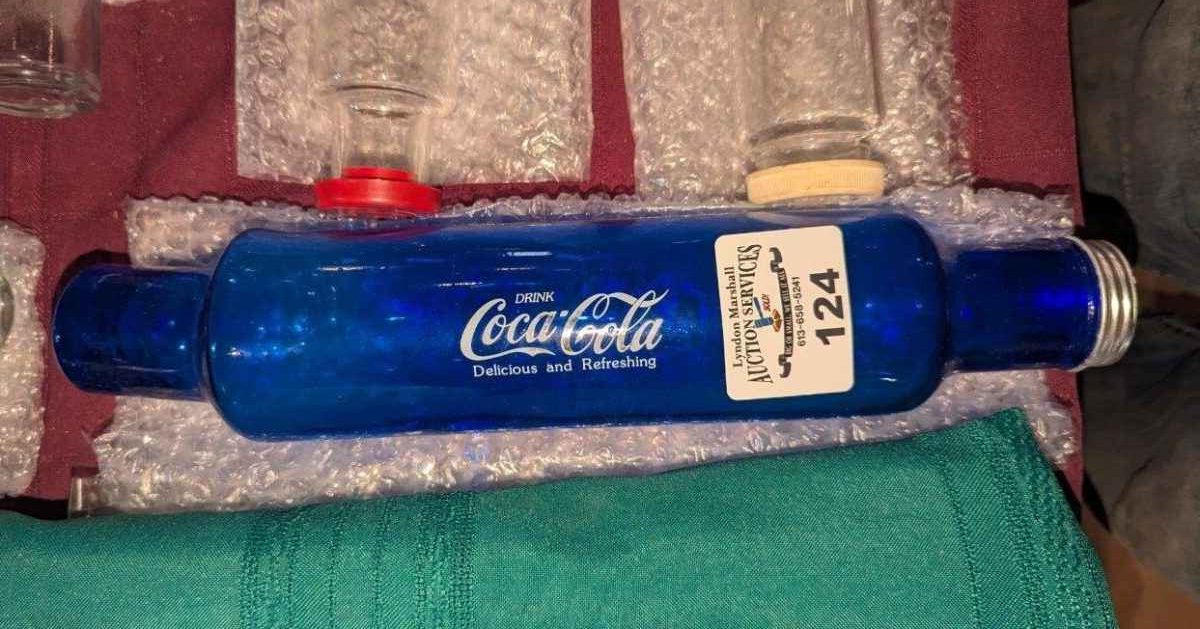 DRINK
Coca-Cola
Delicious and Refreshing
Lyndon Marshall
AUCTION SERVICES
613-658-5241
124